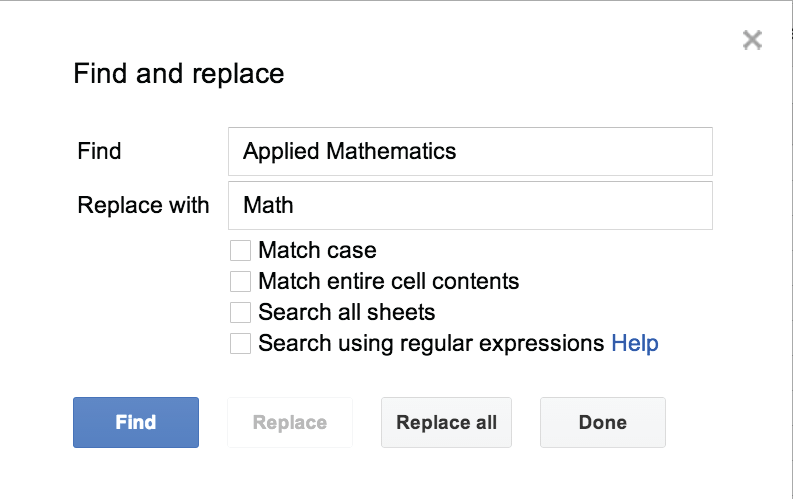 Find and replace
Find Applied Mathematics
Replace with Math
Match case
Match entire cell contents
Search all sheets
Search using regular expressions Help
Find Replace Replace all Done